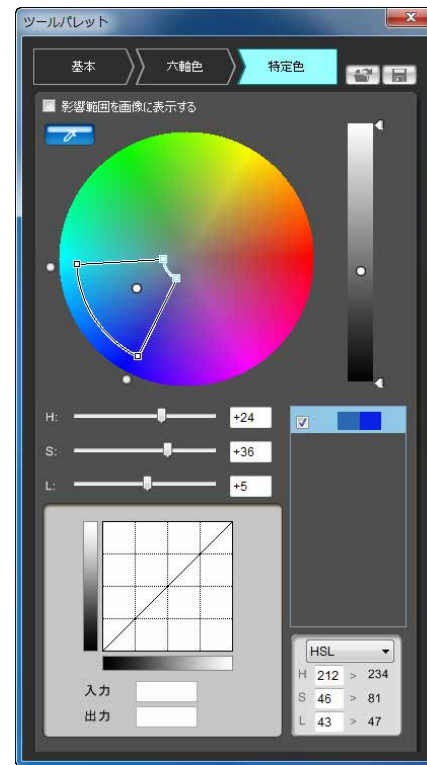 ツールパレット
基本 六軸色 特定色
影響範囲を画像に表示する
H: +24
S: +36
L: +5
HSL
H 212 > 234
S 46 > 81
L 43 > 47
入力
出力